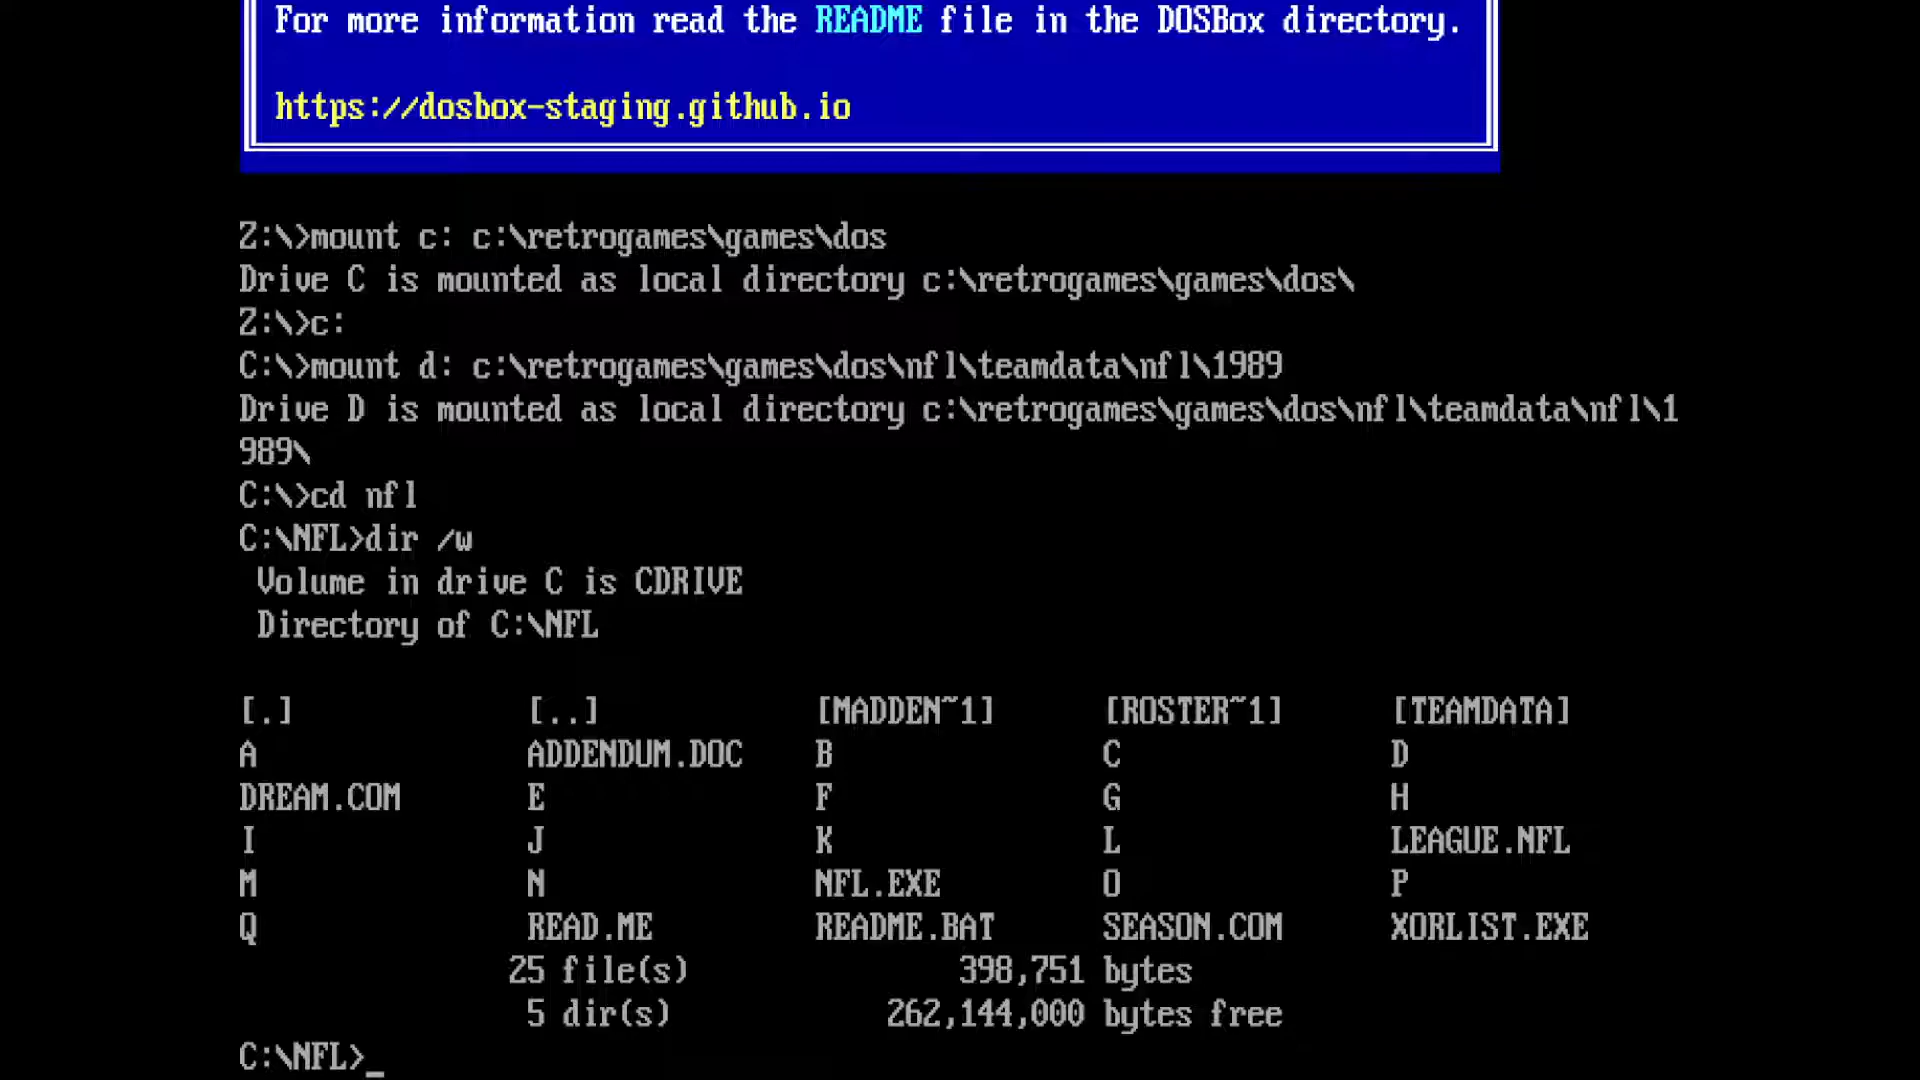 For more information read the README file in the DOSBox directory.
https://dosbox-staging.github.io
Z:\>mount c: c:\retrogames\games\dos
Drive C is mounted as local directory c:\retrogames\games\dos\
Z:\>c:
C:\>mount d: c:\retrogames\games\dos\nfl\teamdata\nfl\1989
Drive D is mounted as local directory c:\retrogames\games\dos\nfl\teamdata\nfl\1
989\
C:\>cd nfl
C:\NFL>dir /w
Volume in drive C is CDRIVE
Directory of C:\NFL
[.] [..] [MADDEN~1] [ROSTER~1] [TEAMDATA]
A ADDENDUM.DOC B C D
DREAM.COM E F G H
I J K L LEAGUE.NFL
M N NFL.EXE O P
Q READ.ME README.BAT SEASON.COM XORLIST.EXE
25 file(s) 398,751 bytes
5 dir(s) 262,144,000 bytes free
C:\NFL>_